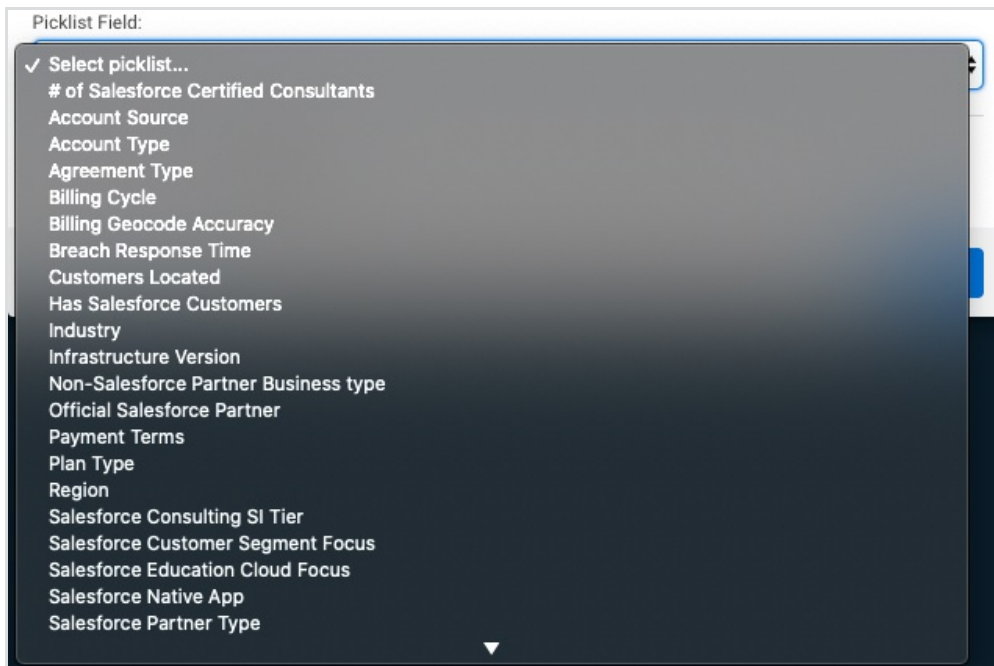 Picklist Field:
✓ Select picklist...
# of Salesforce Certified Consultants
Account Source
Account Type
Agreement Type
Billing Cycle
Billing Geocode Accuracy
Breach Response Time
Customers Located
Has Salesforce Customers
Industry
Infrastructure Version
Non-Salesforce Partner Business type
Official Salesforce Partner
Payment Terms
Plan Type
Region
Salesforce Consulting SI Tier
Salesforce Customer Segment Focus
Salesforce Education Cloud Focus
Salesforce Native App
Salesforce Partner Type